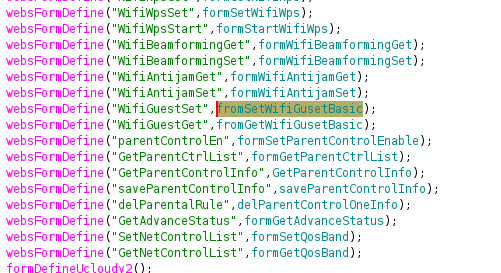 websFormDefine("WifiWpsSet",formSetWifiWps);
websFormDefine("WifiWpsStart",formStartWifiWps);
websFormDefine("WifiBeamformingGet",formWifiBeamformingGet);
websFormDefine("WifiBeamformingSet",formWifiBeamformingSet);
websFormDefine("WifiAntijamGet",formWifiAntijamGet);
websFormDefine("WifiAntijamSet",formWifiAntijamSet);
websFormDefine("WifiGuestSet",fromSetWifiGusetBasic);
websFormDefine("WifiGuestGet",fromGetWifiGusetBasic);
websFormDefine("parentControlEn",formSetParentControlEnable);
websFormDefine("GetParentCtrlList",formGetParentCtrlList);
websFormDefine("GetParentControlInfo",GetParentControlInfo);
websFormDefine("saveParentControlInfo",saveParentControlInfo);
websFormDefine("delParentalRule",delParentControlOneInfo);
websFormDefine("GetAdvanceStatus",formGetAdvanceStatus);
websFormDefine("SetNetControlList",formSetQosBand);
websFormDefine("GetNetControlList",formGetQosBand);
formDefineUcloudv2();